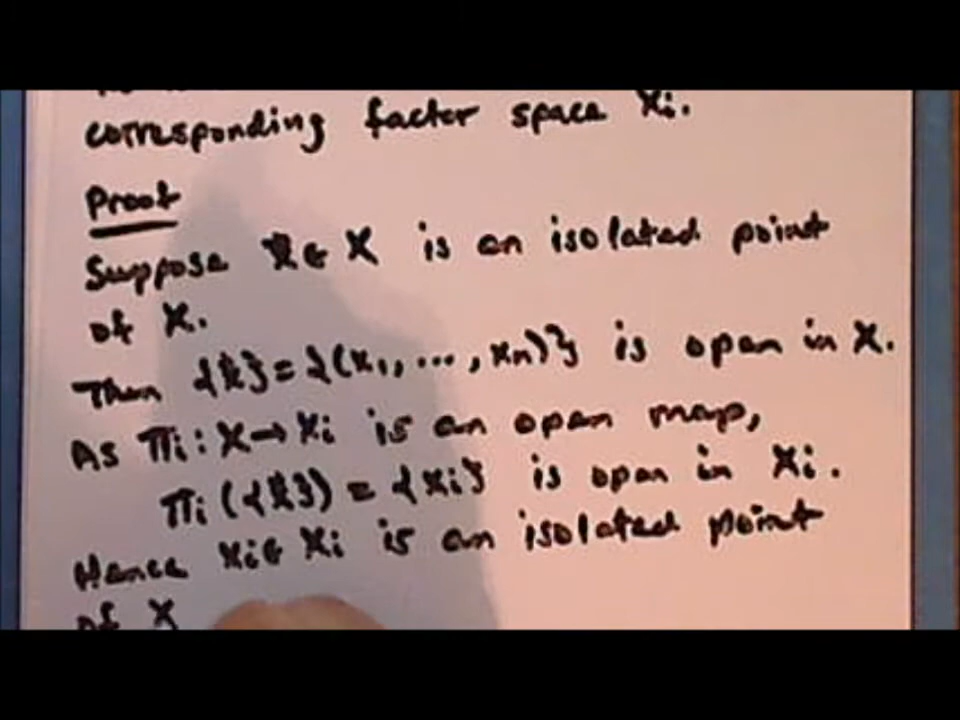 corresponding factor space Xi.
Proof
Suppose x ∈ X is an isolated point
of X.
Then {x} = {(x1, ..., xn)} is open in X.
As πi : X → Xi is an open map,
πi({x}) = {xi} is open in Xi.
Hence xi ∈ Xi is an isolated point
of X